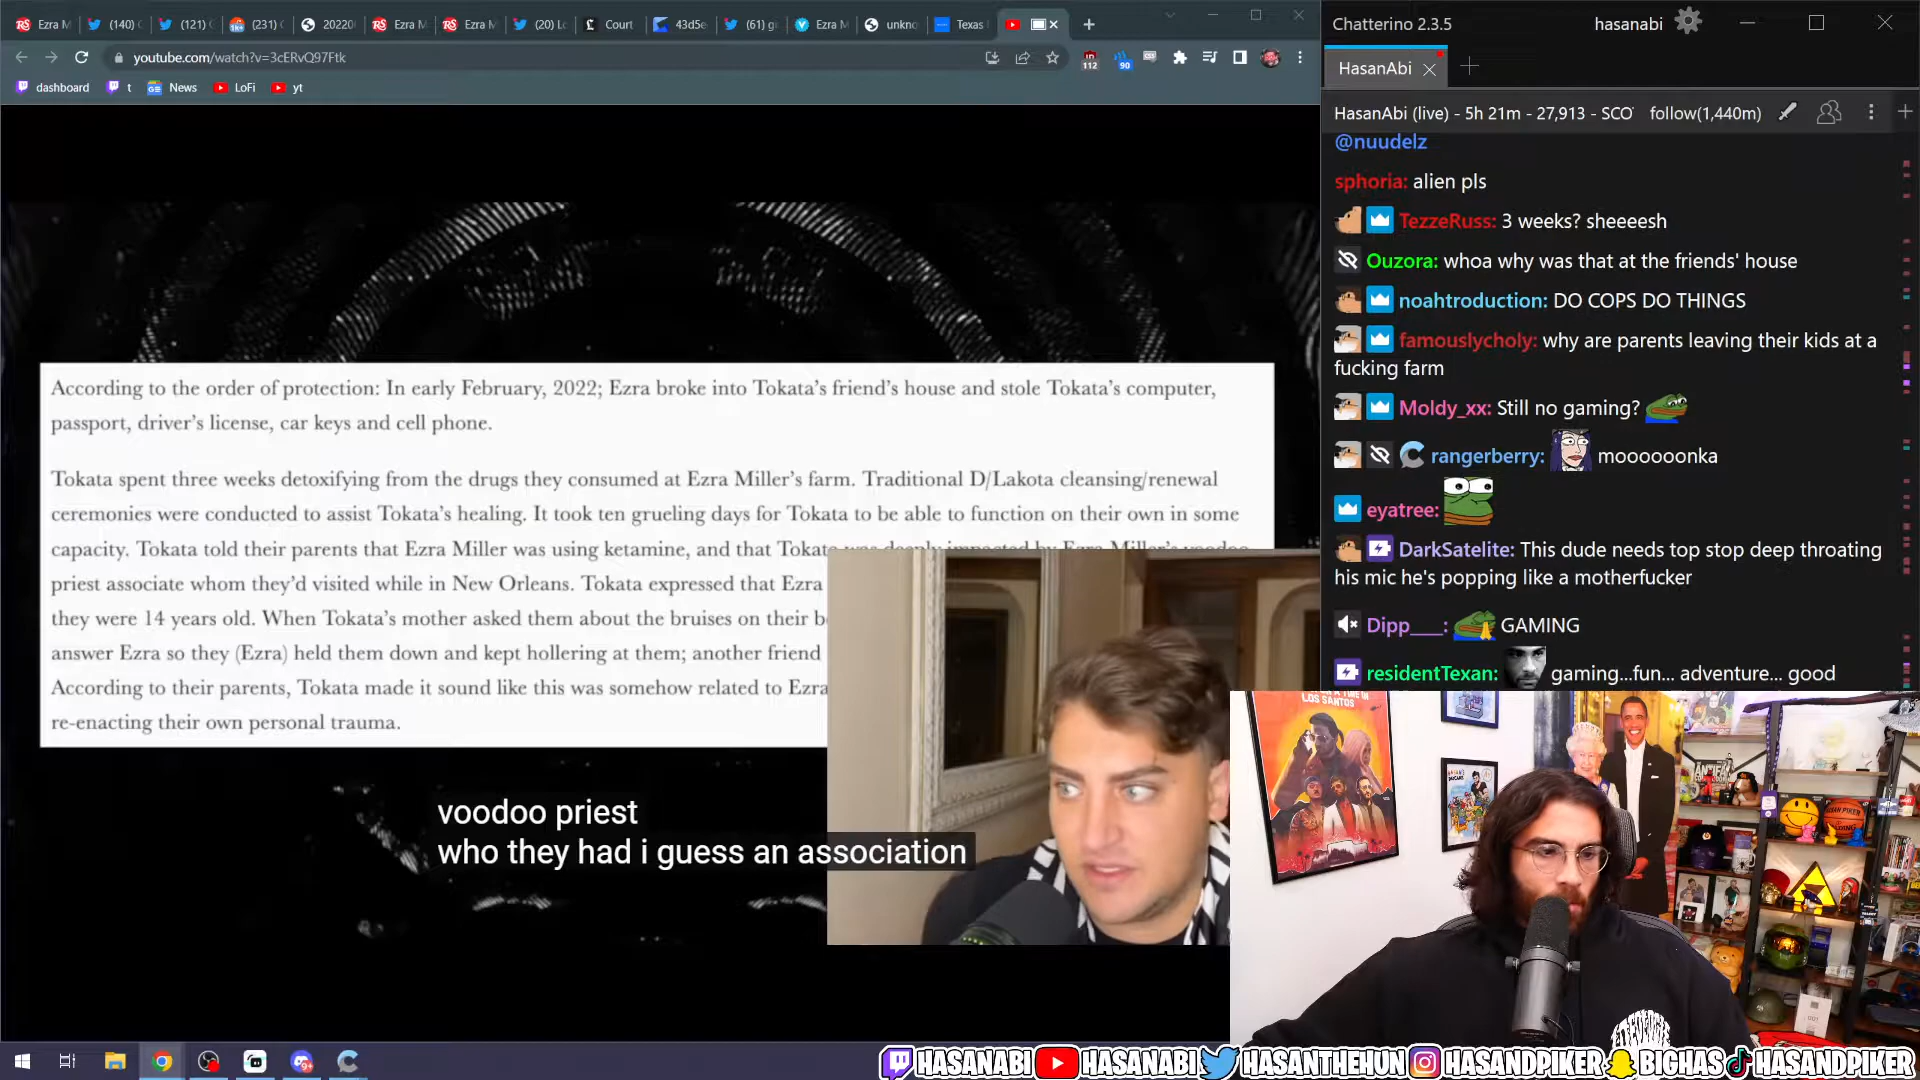 Ezra M
(140) (
(121) (
(231) (
20220
Ezra M
Ezra M
(20) L
Court
43d5e
(61) g
Ezra M
unkno
Texas
youtube.com/watch?v=3cERvQ97Ftk
112
90
dashboard
t
News
LoFi
yt
According to the order of protection: In early February, 2022; Ezra broke into Tokata’s friend’s house and stole Tokata’s computer,
passport, driver’s license, car keys and cell phone.
Tokata spent three weeks detoxifying from the drugs they consumed at Ezra Miller’s farm. Traditional D/Lakota cleansing/renewal
ceremonies were conducted to assist Tokata’s healing. It took ten grueling days for Tokata to be able to function on their own in some
capacity. Tokata told their parents that Ezra Miller was using ketamine, and that Tokata was deeply impacted by Ezra Miller’s voodoo
priest associate whom they’d visited while in New Orleans. Tokata expressed that Ezra
they were 14 years old. When Tokata’s mother asked them about the bruises on their b
answer Ezra so they (Ezra) held them down and kept hollering at them; another friend
According to their parents, Tokata made it sound like this was somehow related to Ezra
re-enacting their own personal trauma.
voodoo priest
who they had i guess an association
Chatterino 2.3.5
hasanabi
HasanAbi
HasanAbi (live) - 5h 21m - 27,913 - SCO
follow(1,440m)
@nuudelz
sphoria: alien pls
TezzeRuss: 3 weeks? sheeeesh
Ouzora: whoa why was that at the friends' house
noahtroduction: DO COPS DO THINGS
famouslycholy: why are parents leaving their kids at a
fucking farm
Moldy_xx: Still no gaming?
rangerberry: moooooonka
eyatree:
DarkSatelite: This dude needs top stop deep throating
his mic he's popping like a motherfucker
Dipp___: GAMING
residentTexan: gaming...fun... adventure... good
LOS SANTOS
ANTIFA
HASANABI
HASANABI
HASANTHEHUN
HASANDPIKER
BIGHAS
HASANDPIKER